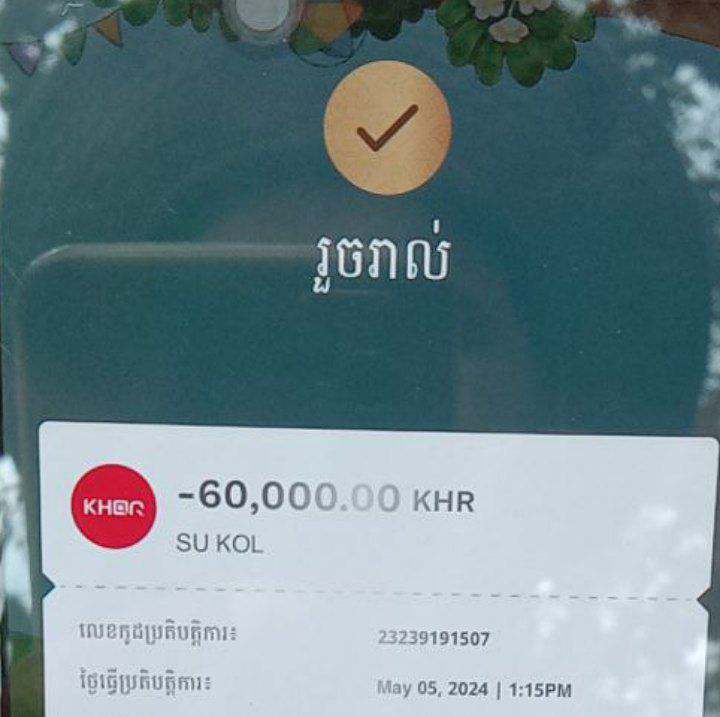 រួចរាល់
KHQR
-60,000.00 KHR
SU KOL
លេខកូដប្រតិបត្តិការ៖ 23239191507
ថ្ងៃធ្វើប្រតិបត្តិការ៖ May 05, 2024 | 1:15PM